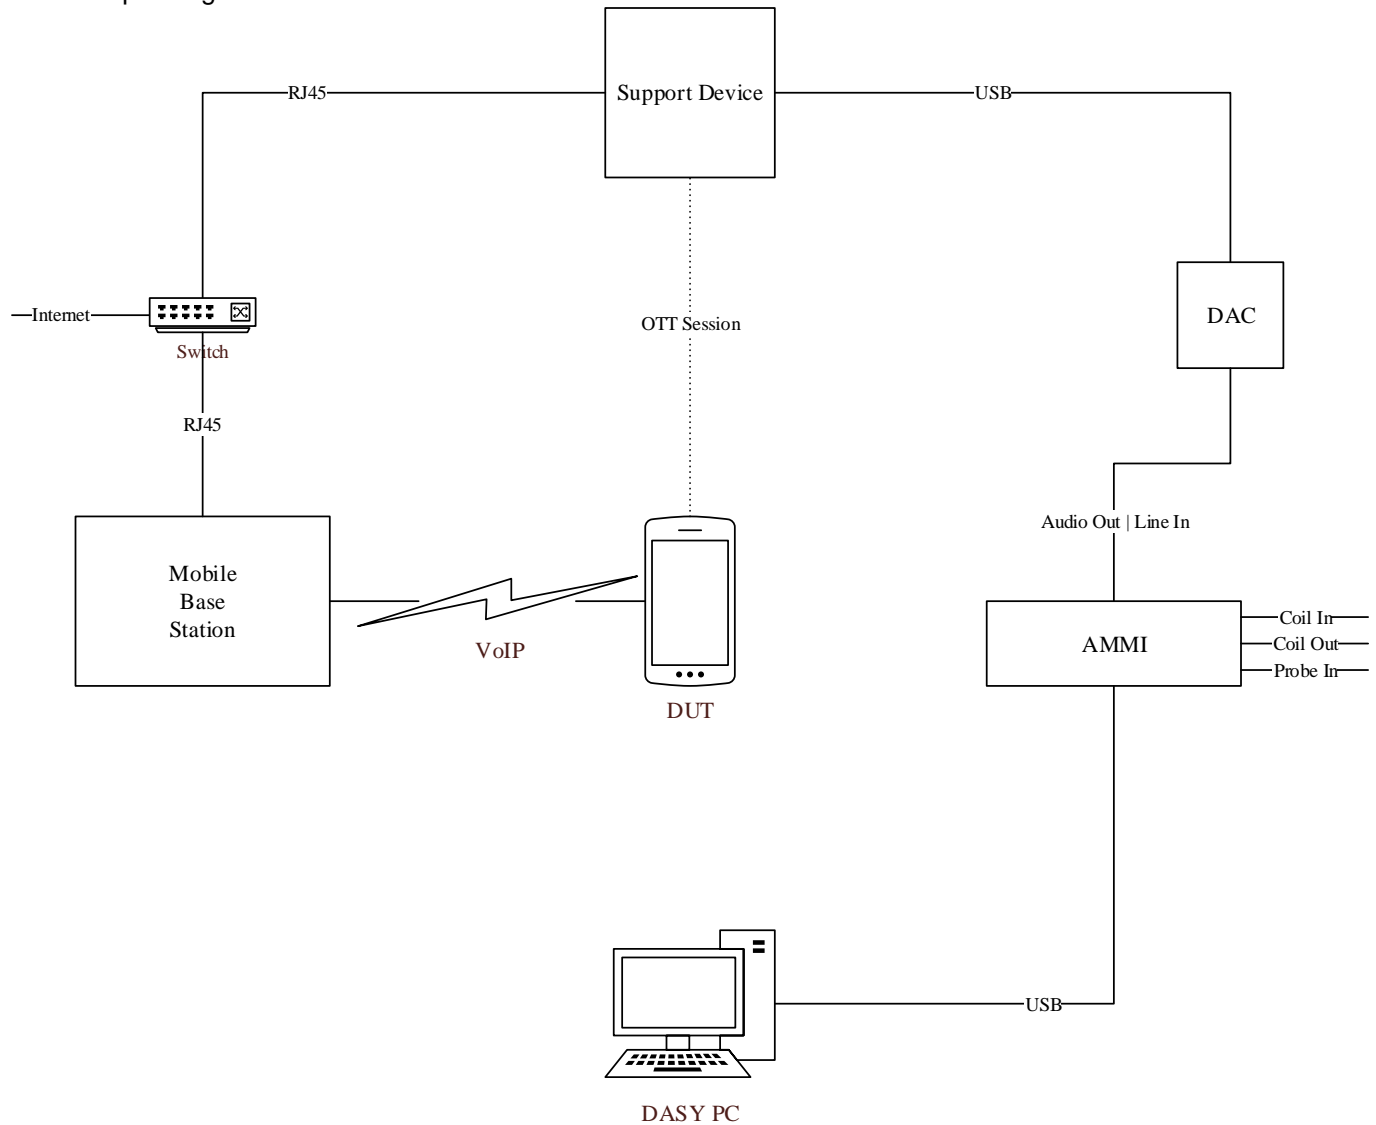 Support Device
RJ45
USB
Internet
Switch
OTT Session
DAC
RJ45
Audio Out | Line In
Mobile
Base
Station
VoIP
DUT
AMMI
Coil In
Coil Out
Probe In
USB
DASY PC